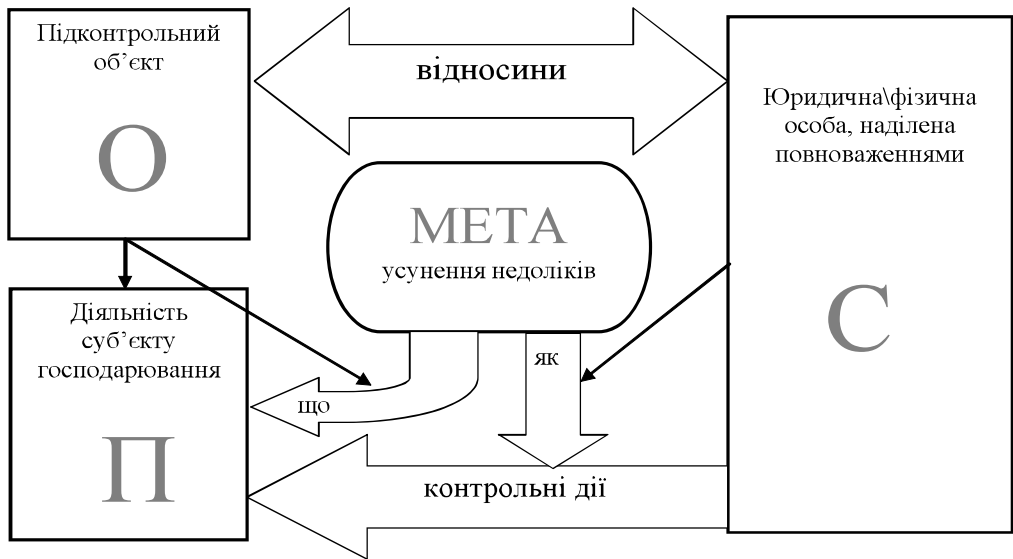 Підконтрольний
об’єкт
О
відносини
Юридична\фізична
особа, наділена
повноваженнями
С
МЕТА
усунення недоліків
Діяльність
суб’єкту
господарювання
П
що
як
контрольні дії